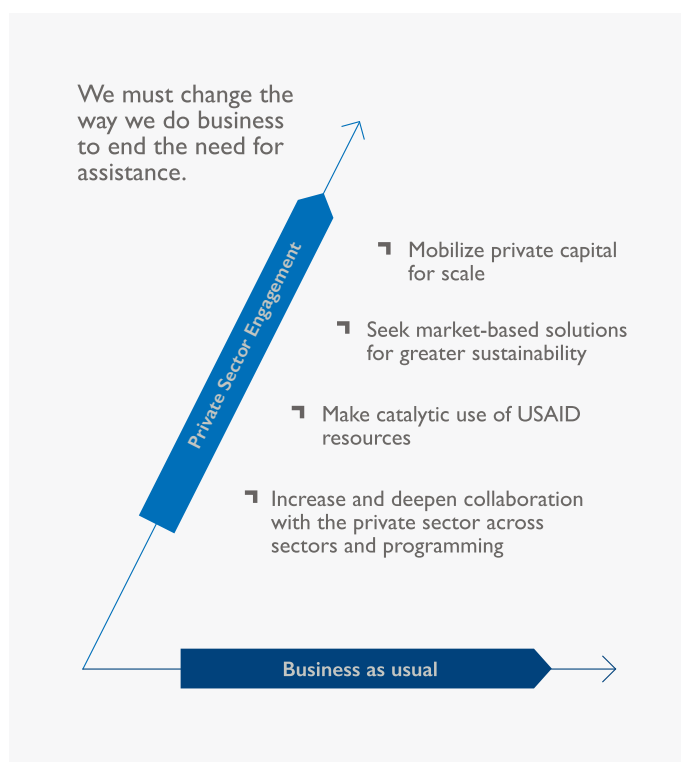 We must change the
way we do business
to end the need for
assistance.
Private Sector Engagement
Mobilize private capital
for scale
Seek market-based solutions
for greater sustainability
Make catalytic use of USAID
resources
Increase and deepen collaboration
with the private sector across
sectors and programming
Business as usual